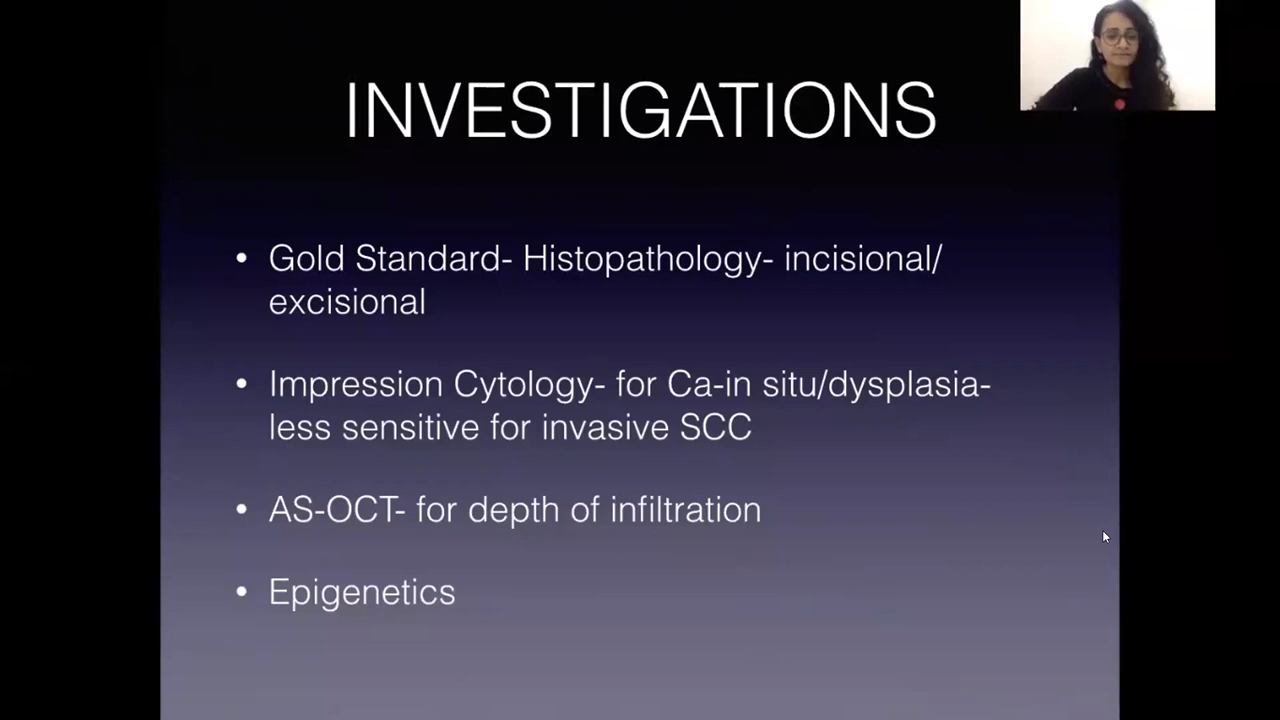 INVESTIGATIONS
• Gold Standard- Histopathology- incisional/
excisional
• Impression Cytology- for Ca-in situ/dysplasia-
less sensitive for invasive SCC
• AS-OCT- for depth of infiltration
• Epigenetics